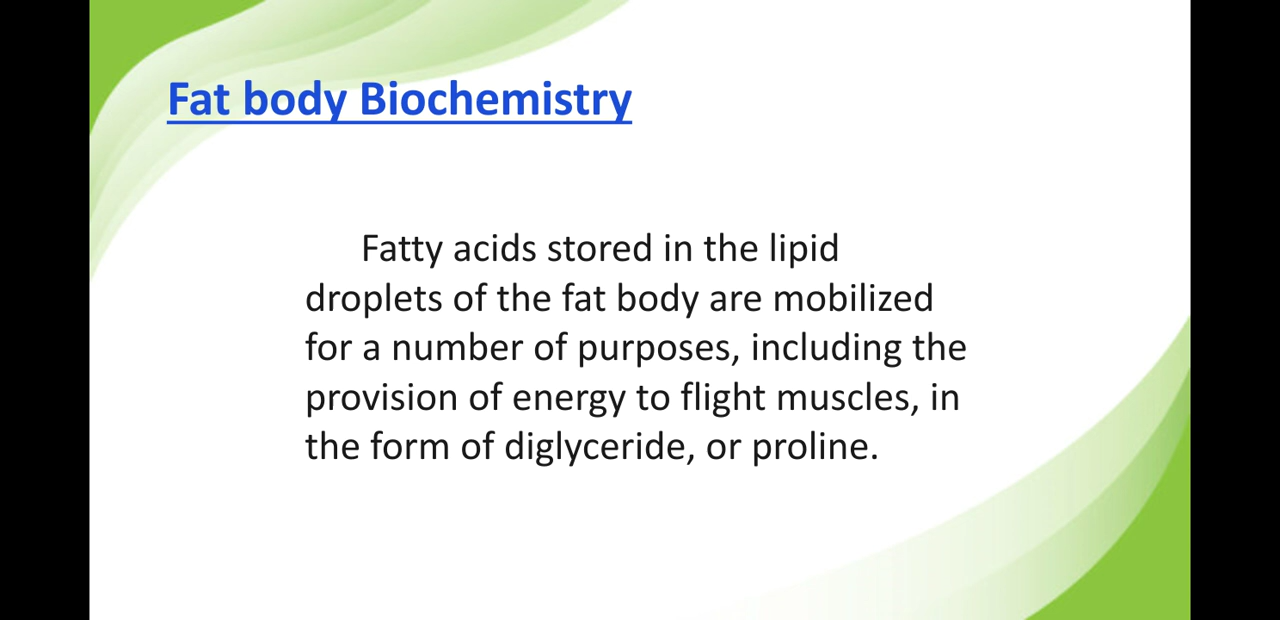 Fat body Biochemistry
Fatty acids stored in the lipid
droplets of the fat body are mobilized
for a number of purposes, including the
provision of energy to flight muscles, in
the form of diglyceride, or proline.